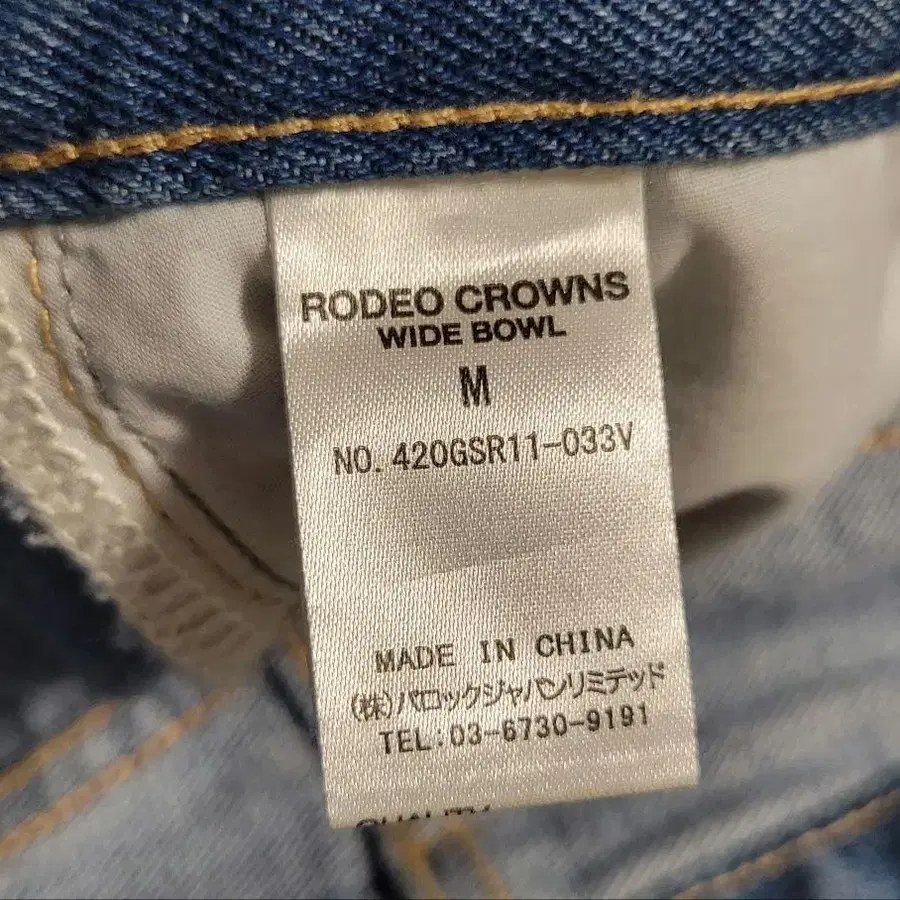 RODEO CROWNS
WIDE BOWL
M
NO. 420GSR11-033V
MADE IN CHINA
(株)バロックジャパンリミテッド
TEL:03-6730-9191
QUALITY